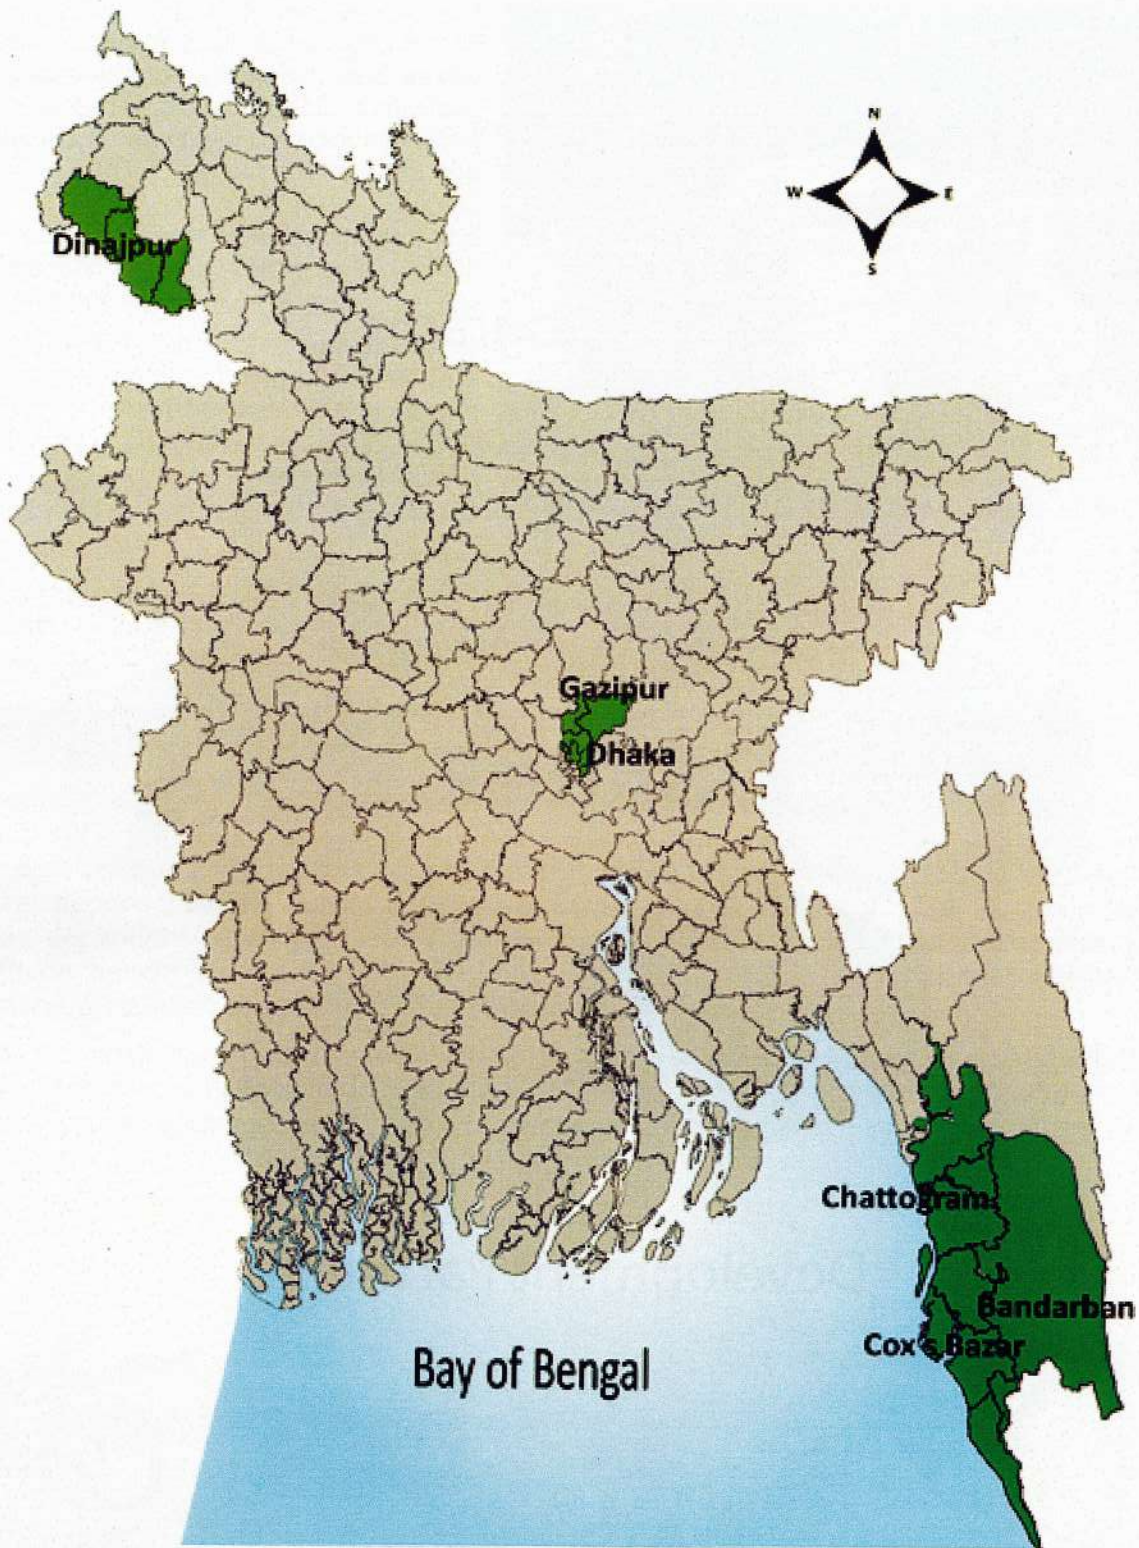 N
W E
S
Dinajpur
Gazipur
Dhaka
Chattogram
Bandarban
Cox's Bazar
Bay of Bengal